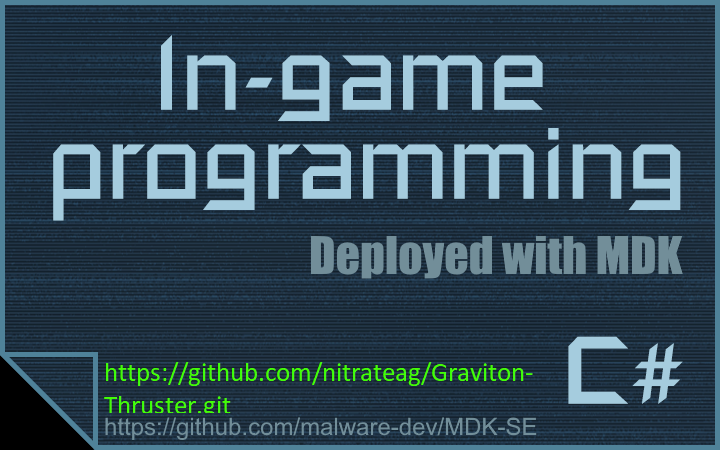 In-game
programming
Deployed with MDK
C#
https://github.com/nitrateag/Graviton-
Thruster.git
https://github.com/malware-dev/MDK-SE